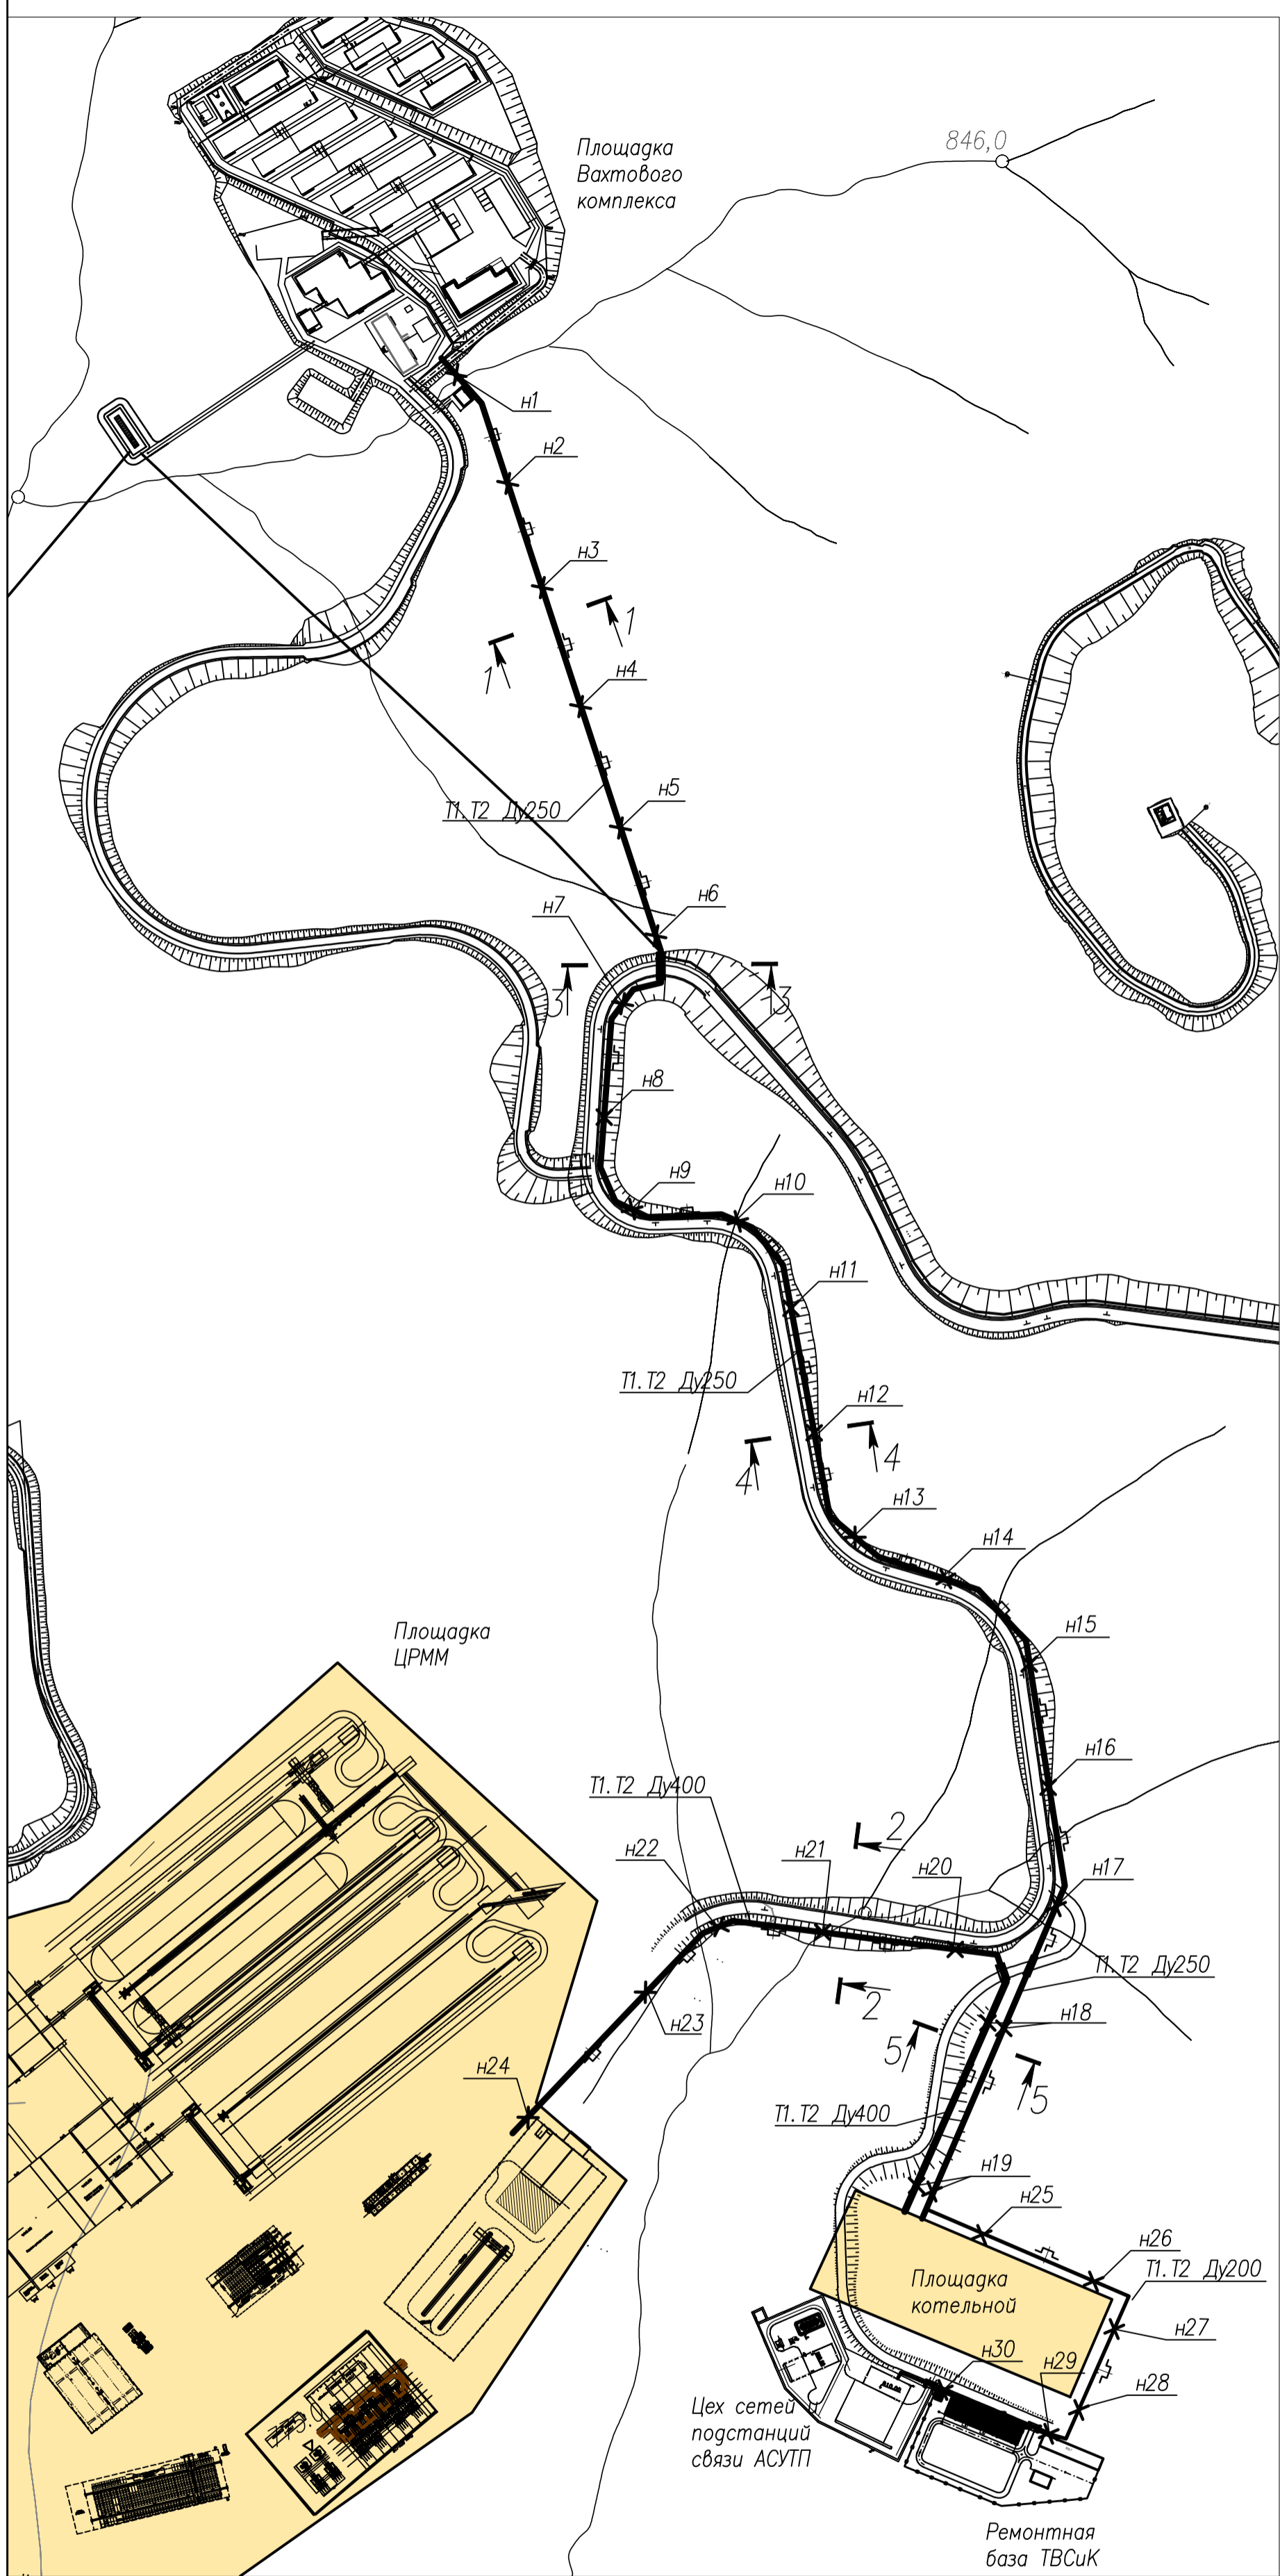 Площадка
Вахтового
комплекса
846,0
н1
н2
н3
1
1
н4
Т1.Т2 Ду250
н5
н6
н7
3
3
н8
н9
н10
н11
Т1.Т2 Ду250
н12
4
4
н13
н14
н15
Площадка
ЦРММ
н16
Т1.Т2 Ду400
2
н22
н21
н20
н17
Т1.Т2 Ду250
2
н23
н18
5
5
н24
Т1.Т2 Ду400
н19
н25
н26
Т1.Т2 Ду200
Площадка
котельной
н27
н30
н29
н28
Цех сетей
подстанций
связи АСУТП
Ремонтная
база ТВСиК